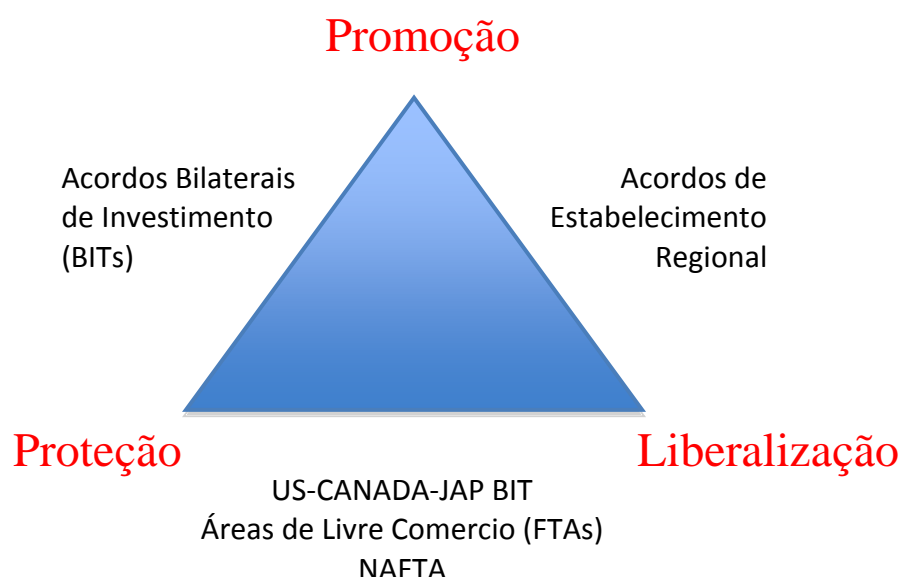 Promoção
Acordos Bilaterais
de Investimento
(BITs)
Acordos de
Estabelecimento
Regional
Proteção
Liberalização
US-CANADA-JAP BIT
Áreas de Livre Comercio (FTAs)
NAFTA